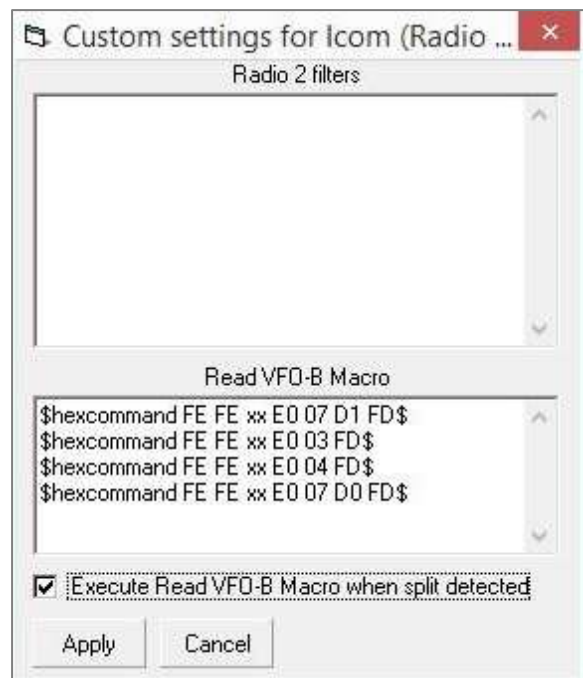 Custom settings for Icom (Radio ...
Radio 2 filters
Read VFO-B Macro
$hexcommand FE FE xx E0 07 D1 FD$
$hexcommand FE FE xx E0 03 FD$
$hexcommand FE FE xx E0 04 FD$
$hexcommand FE FE xx E0 07 D0 FD$
Execute Read VFO-B Macro when split detected
Apply Cancel